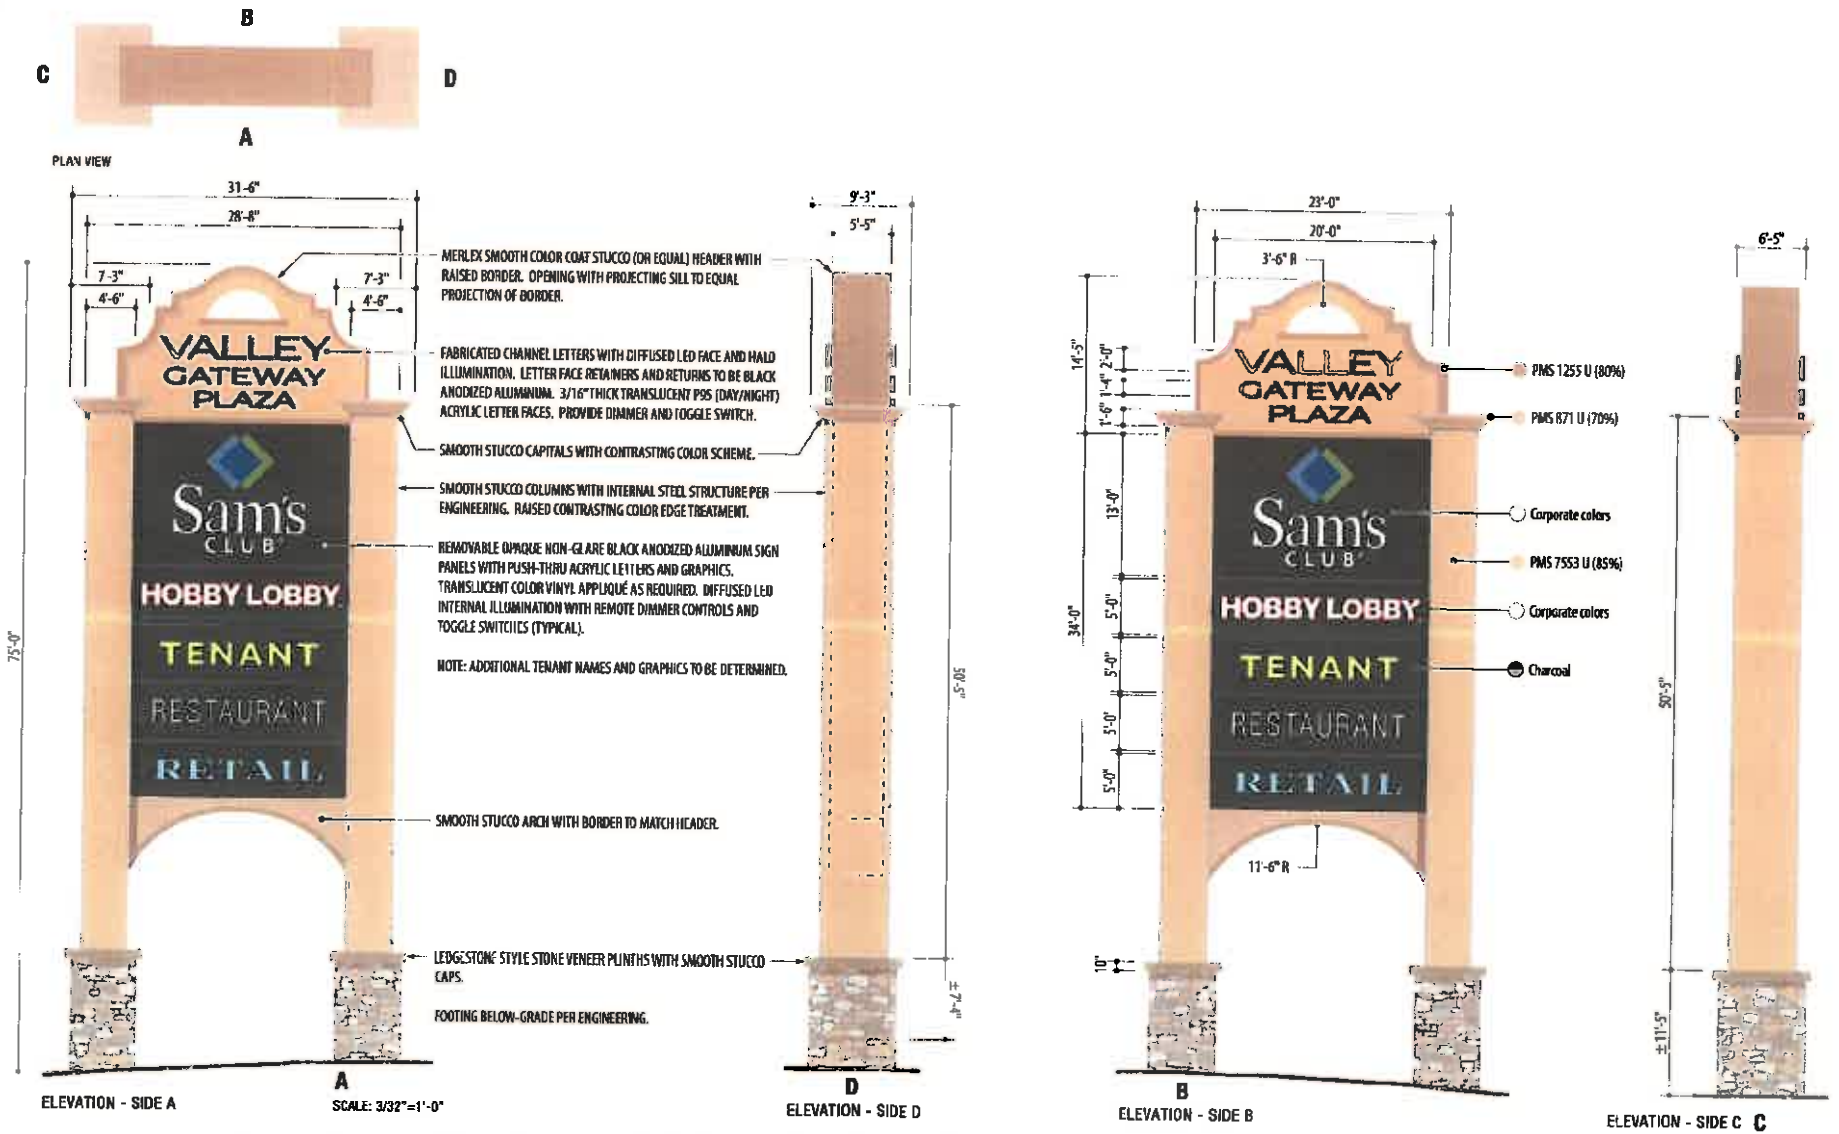 B
C
D
A
PLAN VIEW
31'-6"
28'-8"
7'-3"
7'-3"
4'-6"
4'-6"
75'-0"
VALLEY
GATEWAY
PLAZA
Sam's
CLUB
HOBBY LOBBY
TENANT
RESTAURANT
RETAIL
A
ELEVATION - SIDE A
SCALE: 3/32"=1'-0"
MERLEX SMOOTH COLOR COAT STUCCO (OR EQUAL) HEADER WITH
RAISED BORDER. OPENING WITH PROJECTING SILL TO EQUAL
PROJECTION OF BORDER.
FABRICATED CHANNEL LETTERS WITH DIFFUSED LED FACE AND HALO
ILLUMINATION. LETTER FACE RETAINERS AND RETURNS TO BE BLACK
ANODIZED ALUMINUM. 3/16" THICK TRANSLUCENT P95 (DAY/NIGHT)
ACRYLIC LETTER FACES. PROVIDE DIMMER AND TOGGLE SWITCH.
SMOOTH STUCCO CAPITALS WITH CONTRASTING COLOR SCHEME.
SMOOTH STUCCO COLUMNS WITH INTERNAL STEEL STRUCTURE PER
ENGINEERING. RAISED CONTRASTING COLOR EDGE TREATMENT.
REMOVABLE OPAQUE NON-GLARE BLACK ANODIZED ALUMINUM SIGN
PANELS WITH PUSH-THRU ACRYLIC LETTERS AND GRAPHICS.
TRANSLUCENT COLOR VINYL APPLIQUÉ AS REQUIRED. DIFFUSED LED
INTERNAL ILLUMINATION WITH REMOTE DIMMER CONTROLS AND
TOGGLE SWITCHES (TYPICAL).
NOTE: ADDITIONAL TENANT NAMES AND GRAPHICS TO BE DETERMINED.
SMOOTH STUCCO ARCH WITH BORDER TO MATCH HEADER.
LEDGESTONE STYLE STONE VENEER PLINTHS WITH SMOOTH STUCCO
CAPS.
FOOTING BELOW-GRADE PER ENGINEERING.
9'-3"
5'-5"
50'-5"
±7'-4"
D
ELEVATION - SIDE D
23'-0"
20'-0"
3'-6" R
14'-5"
2'-0"
1'-4"
1'-6"
34'-0"
13'-0"
5'-0"
5'-0"
5'-0"
5'-0"
10"
11'-6" R
VALLEY
GATEWAY
PLAZA
Sam's
CLUB
HOBBY LOBBY
TENANT
RESTAURANT
RETAIL
PMS 1255 U (80%)
PMS 871 U (70%)
Corporate colors
PMS 7553 U (85%)
Corporate colors
Charcoal
B
ELEVATION - SIDE B
6'-5"
50'-5"
±11'-5"
ELEVATION - SIDE C C